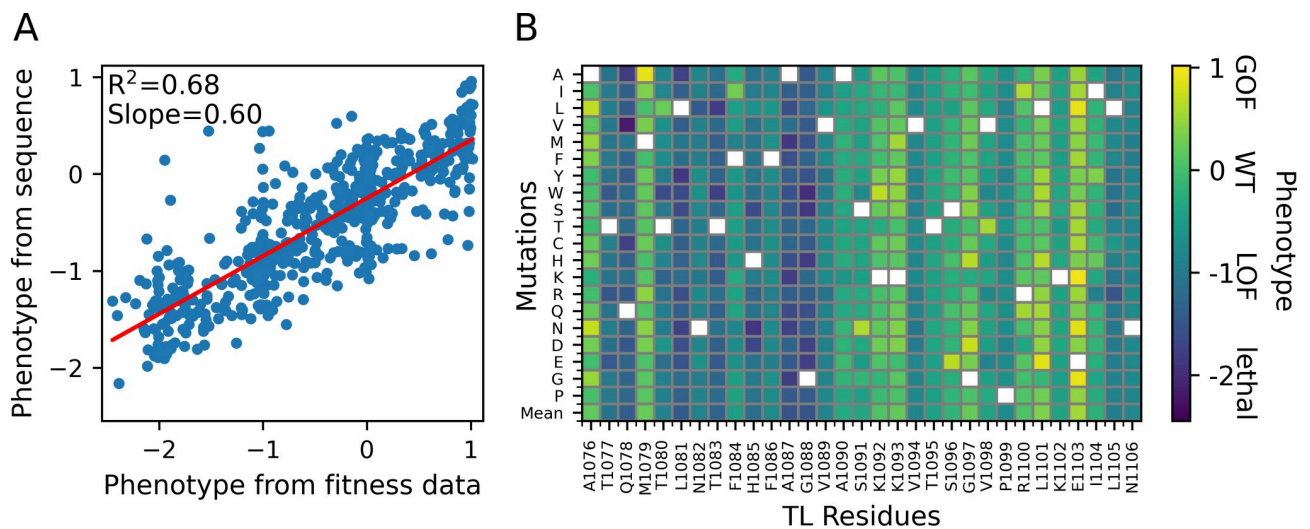 A
R²=0.68
Slope=0.60
Phenotype from sequence
1
0
−1
−2
−2
−1
0
1
Phenotype from fitness data
B
Mutations
A
I
L
V
M
F
Y
W
S
T
C
H
K
R
Q
N
D
E
G
P
Mean
A1076
T1077
Q1078
M1079
T1080
L1081
N1082
T1083
F1084
H1085
F1086
A1087
G1088
V1089
A1090
S1091
K1092
K1093
V1094
T1095
S1096
G1097
V1098
P1099
R1100
L1101
K1102
E1103
I1104
L1105
N1106
TL Residues
1
0
-1
-2
GOF
WT
LOF
lethal
Phenotype